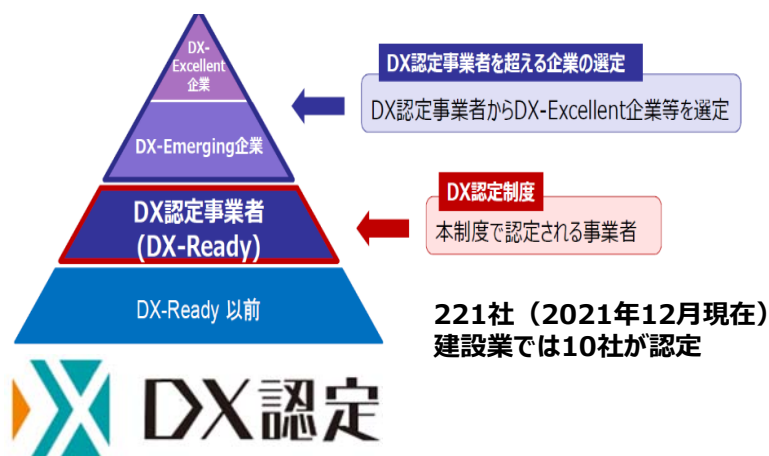 DX-
Excellent
企業
DX-Emerging企業
DX認定事業者
(DX-Ready)
DX-Ready 以前
DX認定事業者を超える企業の選定
DX認定事業者からDX-Excellent企業等を選定
DX認定制度
本制度で認定される事業者
221社（2021年12月現在）
建設業では10社が認定
DX認定